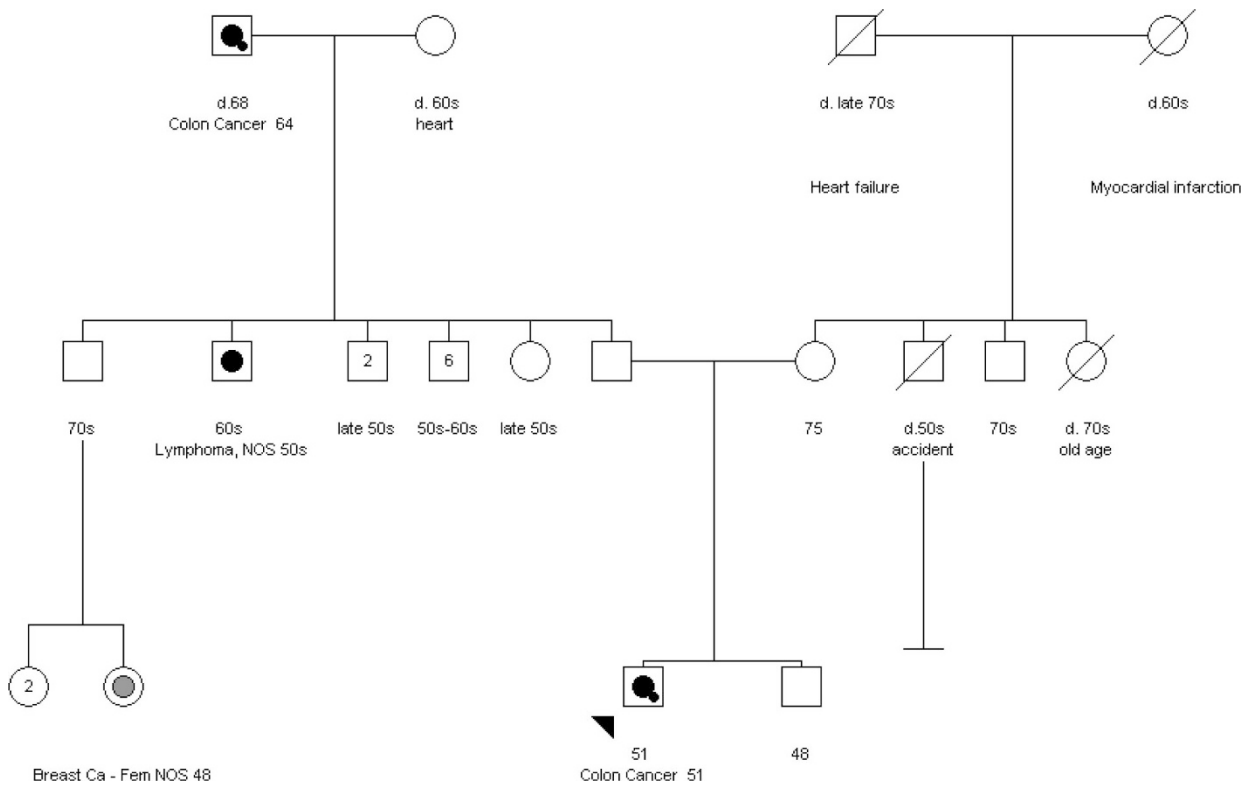 d.68
Colon Cancer 64
d. 60s
heart
d. late 70s
d.60s
Heart failure
Myocardial infarction
2
6
70s
60s
Lymphoma, NOS 50s
late 50s
50s-60s
late 50s
75
d.50s
accident
70s
d. 70s
old age
2
Breast Ca - Fem NOS 48
51
Colon Cancer 51
48